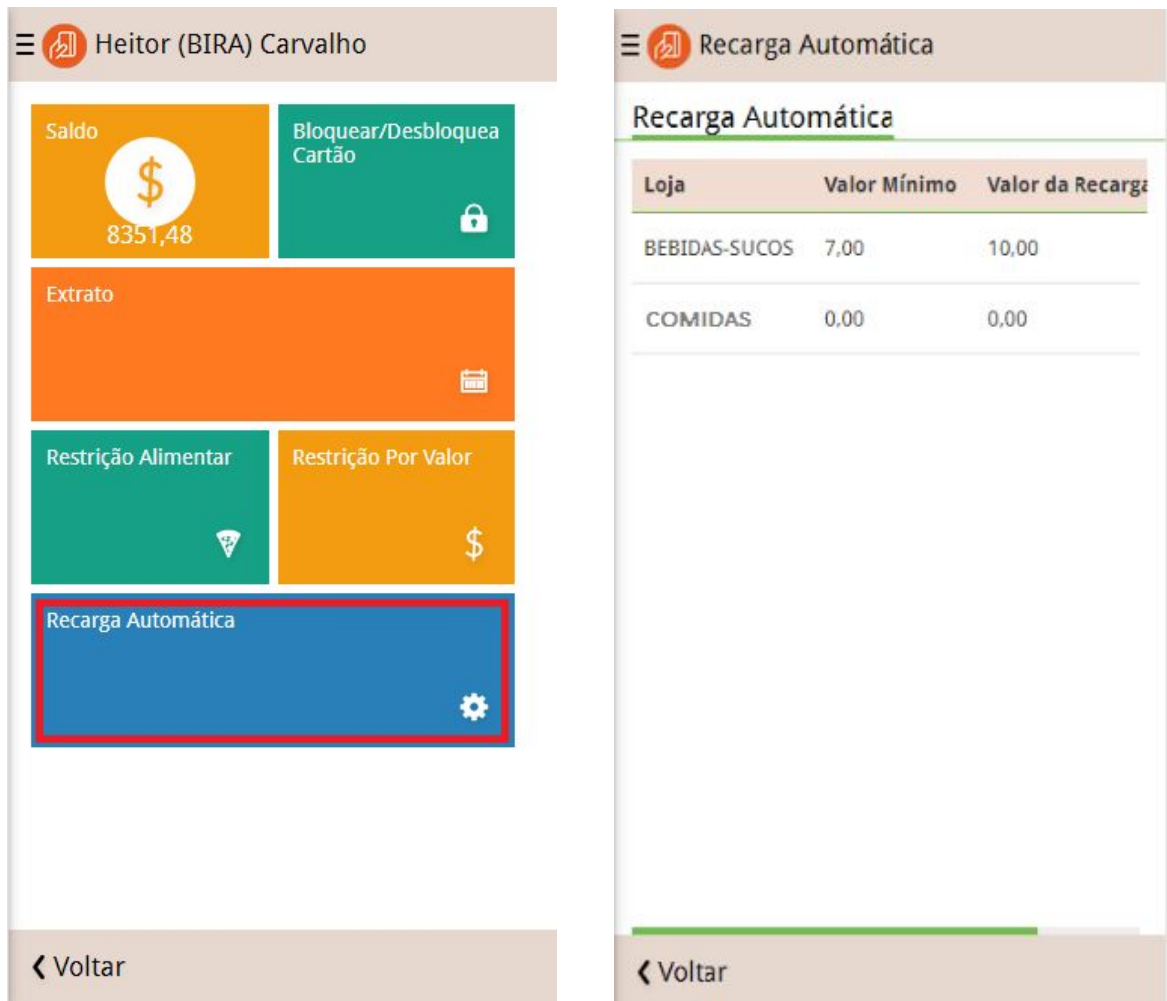 Heitor (BIRA) Carvalho
Saldo
$
8351,48
Bloquear/Desbloquea
Cartão
Extrato
Restrição Alimentar
Restrição Por Valor
$
Recarga Automática
Voltar
Recarga Automática
Recarga Automática
Loja Valor Mínimo Valor da Recarga
BEBIDAS-SUCOS 7,00 10,00
COMIDAS 0,00 0,00
Voltar